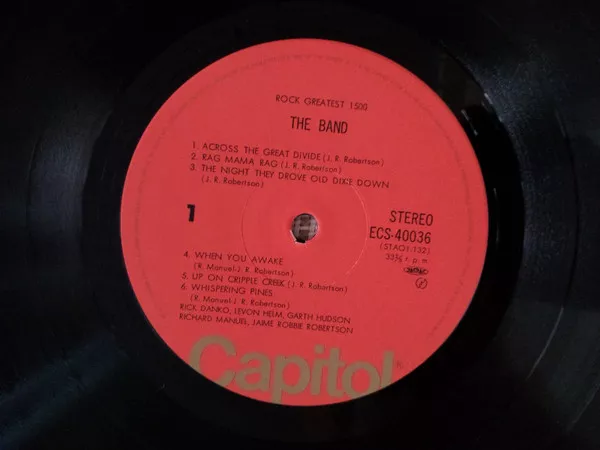 ROCK GREATEST 1500
THE BAND
1. ACROSS THE GREAT DIVIDE (J. R. Robertson)
2. RAG MAMA RAG (J. R. Robertson)
3. THE NIGHT THEY DROVE OLD DIXE DOWN
(J. R. Robertson)
1
STEREO
ECS-40036
(STAO1-132)
33⅓ r. p. m.
4. WHEN YOU AWAKE
(R. Manuel-J. R. Robertson)
5. UP ON CRIPPLE CREEK (J. R. Robertson)
6. WHISPERING PINES
(R. Manuel-J. R. Robertson)
RICK DANKO, LEVON HELM, GARTH HUDSON
RICHARD MANUEL, JAIME ROBBIE ROBERTSON
Capitol